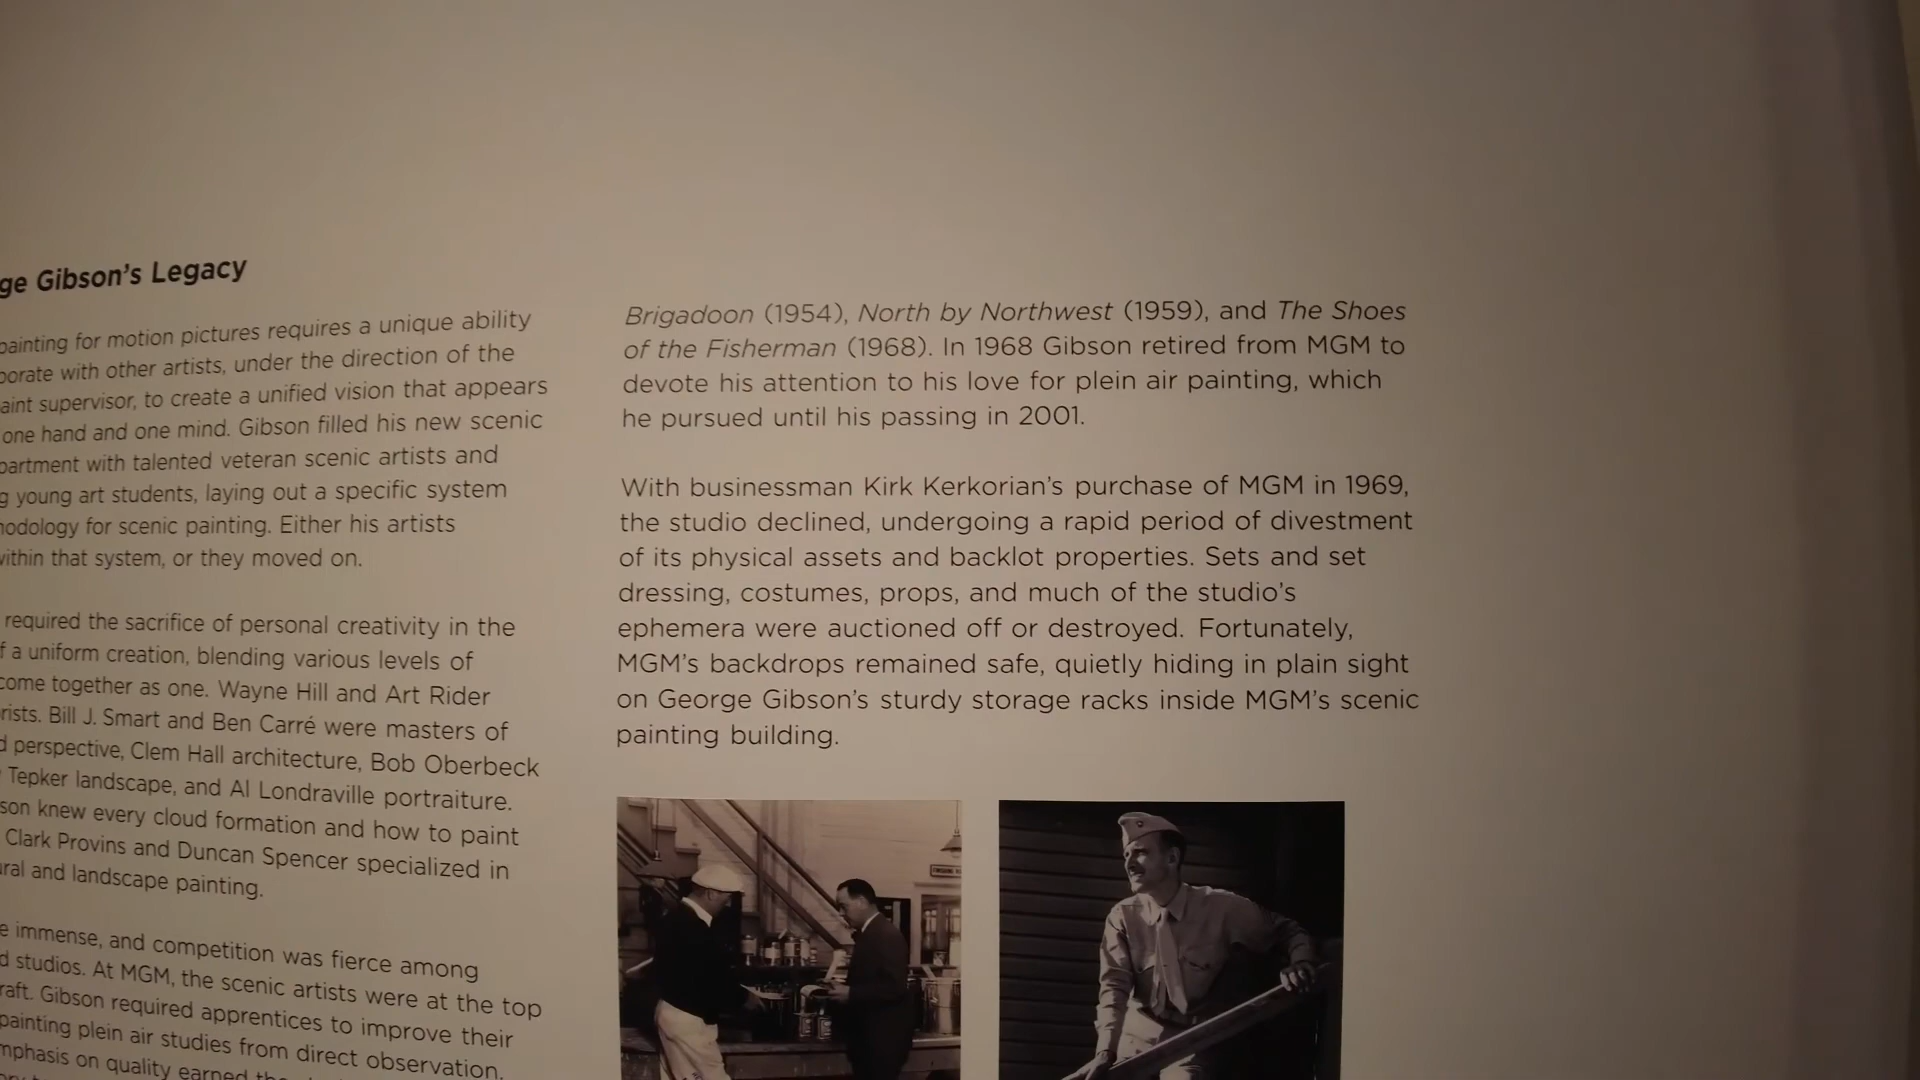 ge Gibson's Legacy
painting for motion pictures requires a unique ability
borate with other artists, under the direction of the
aint supervisor, to create a unified vision that appears
one hand and one mind. Gibson filled his new scenic
partment with talented veteran scenic artists and
g young art students, laying out a specific system
hodology for scenic painting. Either his artists
within that system, or they moved on.
required the sacrifice of personal creativity in the
f a uniform creation, blending various levels of
come together as one. Wayne Hill and Art Rider
rists. Bill J. Smart and Ben Carré were masters of
d perspective, Clem Hall architecture, Bob Oberbeck
Tepker landscape, and Al Londraville portraiture.
son knew every cloud formation and how to paint
Clark Provins and Duncan Spencer specialized in
ural and landscape painting.
e immense, and competition was fierce among
d studios. At MGM, the scenic artists were at the top
raft. Gibson required apprentices to improve their
painting plein air studies from direct observation.
mphasis on quality earned
Brigadoon (1954), North by Northwest (1959), and The Shoes
of the Fisherman (1968). In 1968 Gibson retired from MGM to
devote his attention to his love for plein air painting, which
he pursued until his passing in 2001.
With businessman Kirk Kerkorian's purchase of MGM in 1969,
the studio declined, undergoing a rapid period of divestment
of its physical assets and backlot properties. Sets and set
dressing, costumes, props, and much of the studio's
ephemera were auctioned off or destroyed. Fortunately,
MGM's backdrops remained safe, quietly hiding in plain sight
on George Gibson's sturdy storage racks inside MGM's scenic
painting building.